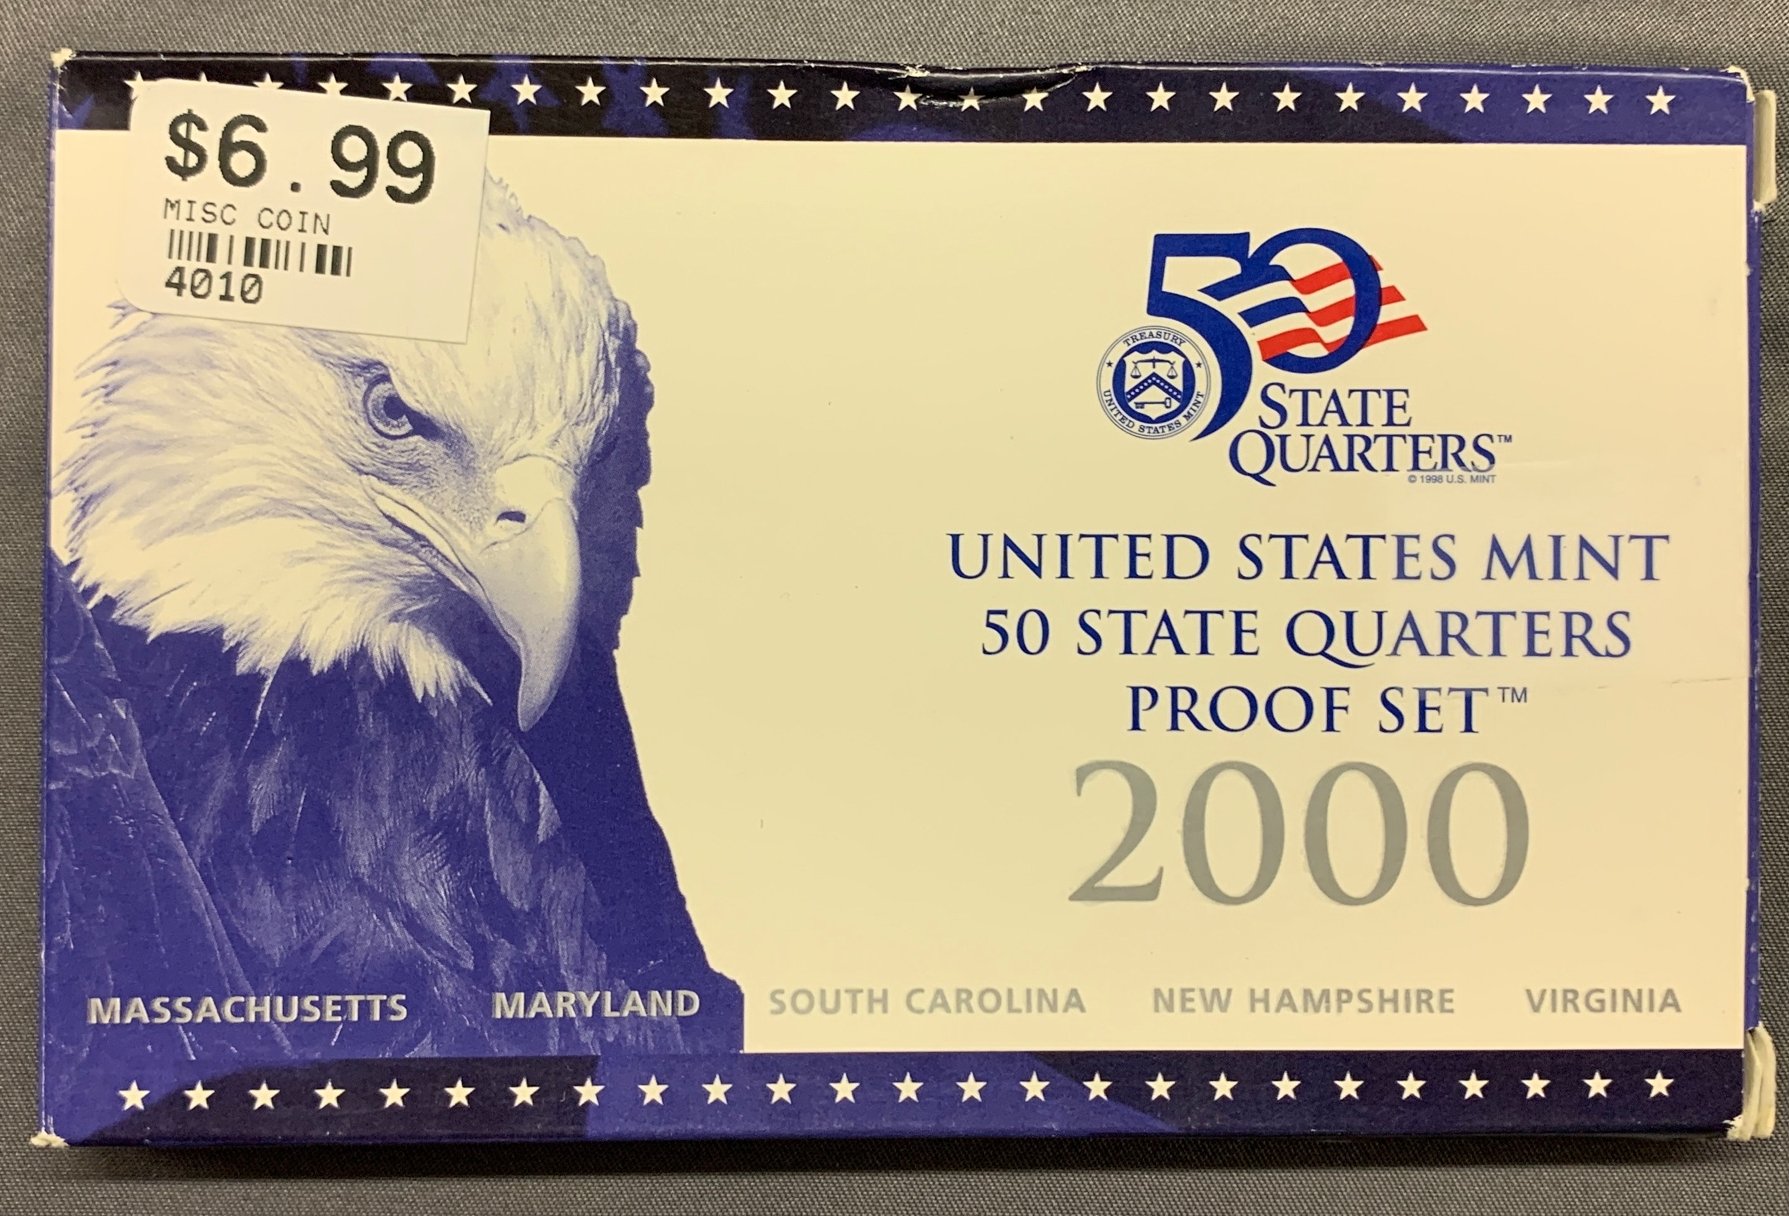 $6.99
MISC COIN
4010
50
TREASURY
UNITED STATES MINT
STATE
QUARTERS™
© 1998 U.S. MINT
UNITED STATES MINT
50 STATE QUARTERS
PROOF SET™
2000
MASSACHUSETTS MARYLAND SOUTH CAROLINA NEW HAMPSHIRE VIRGINIA